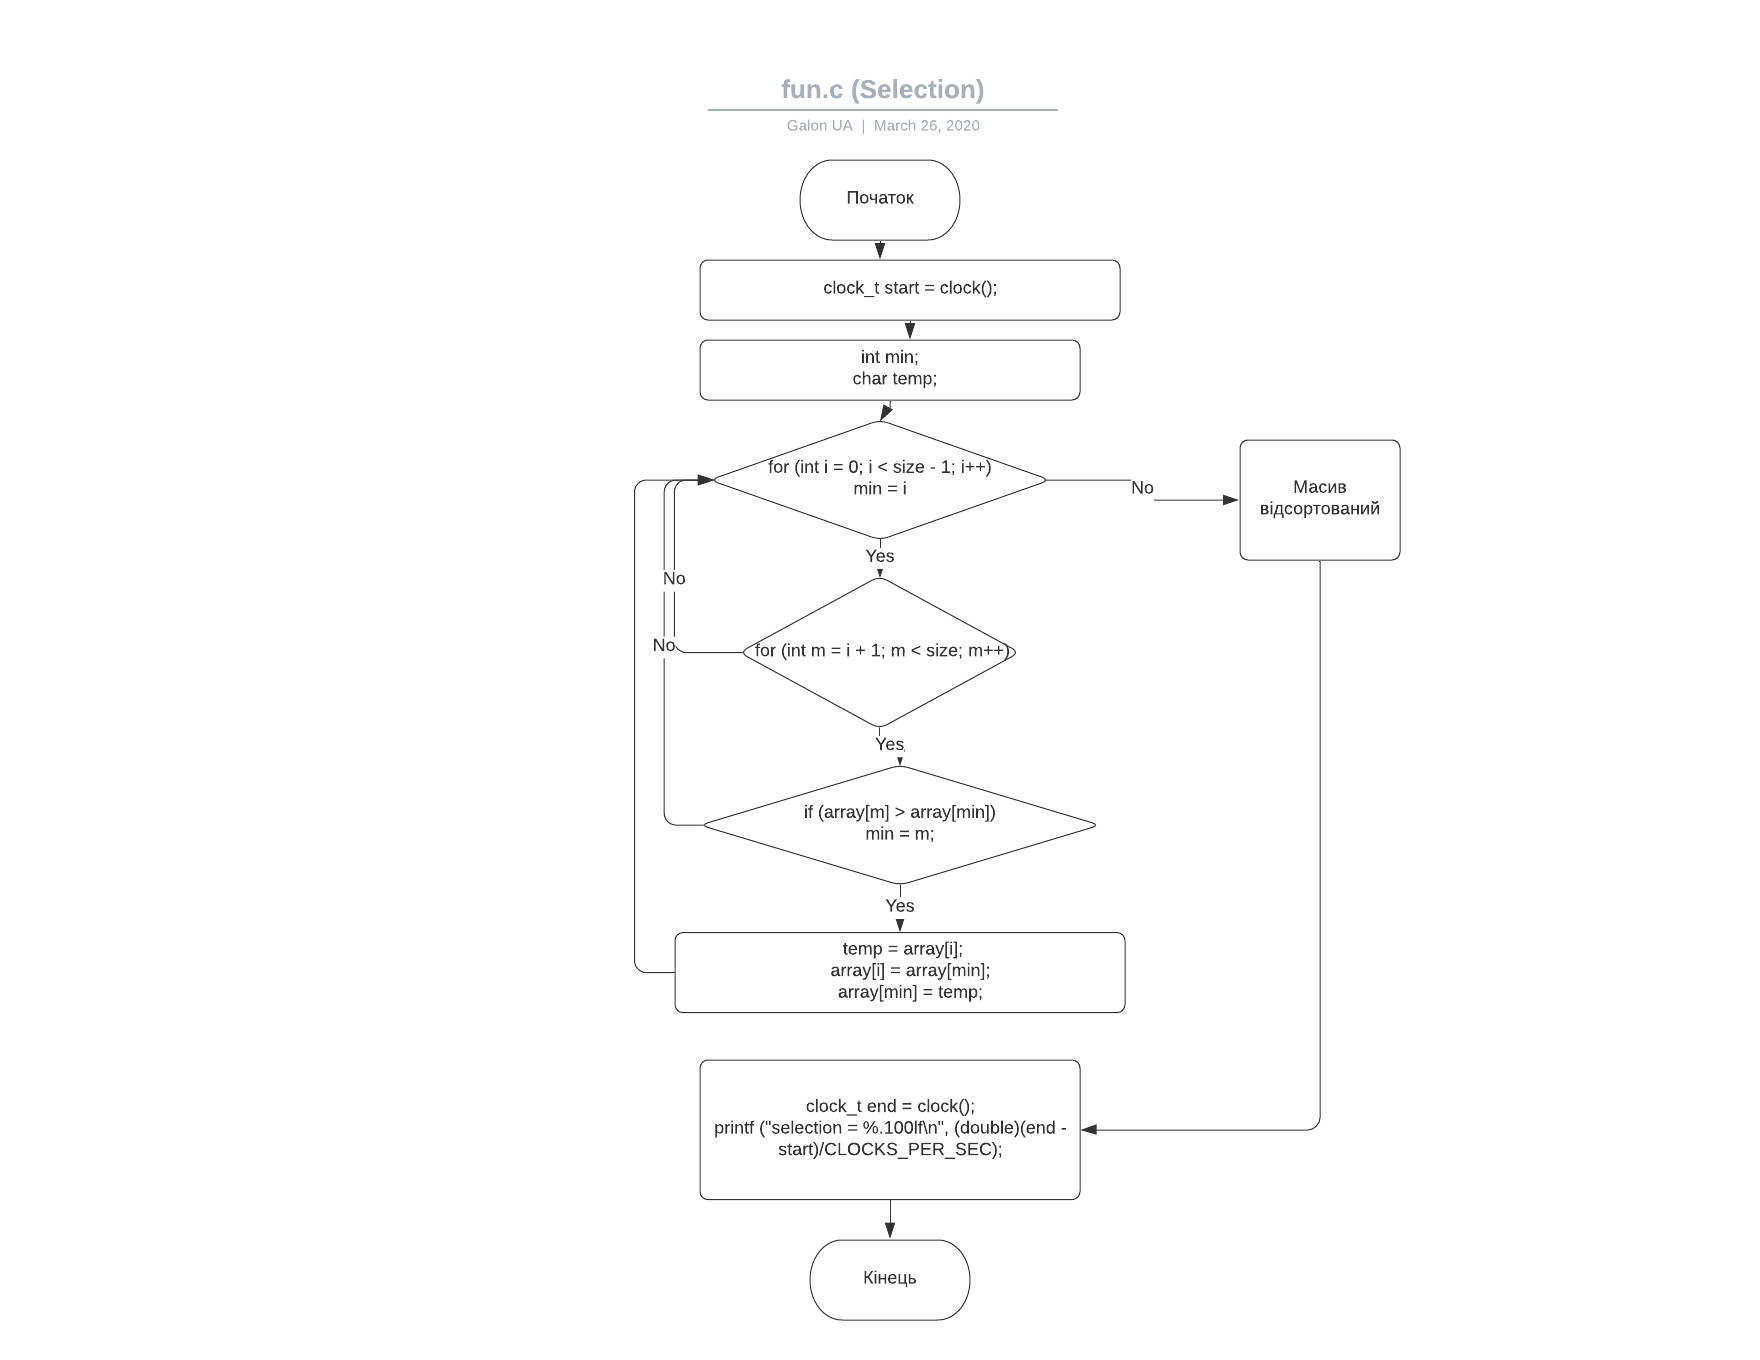 fun.c (Selection)
Galon UA | March 26, 2020
Початок
clock_t start = clock();
int min;
char temp;
for (int i = 0; i < size - 1; i++)
min = i
No
Масив
відсортований
Yes
No
for (int m = i + 1; m < size; m++)
No
Yes
if (array[m] > array[min])
min = m;
Yes
temp = array[i];
array[i] = array[min];
array[min] = temp;
clock_t end = clock();
printf ("selection = %.100lf\n", (double)(end -
start)/CLOCKS_PER_SEC);
Кінець